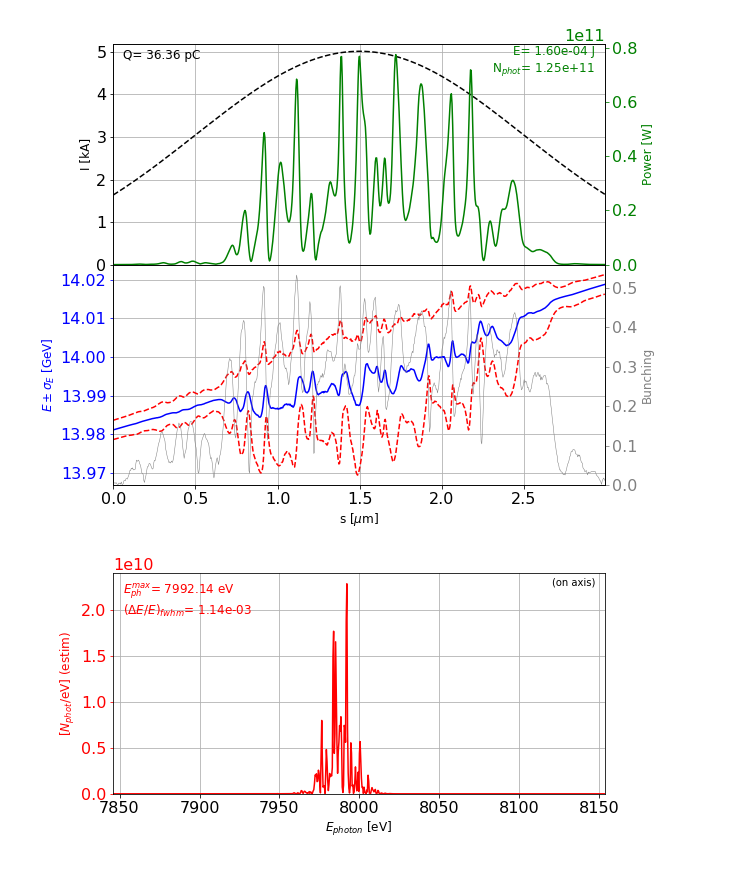 1e11
Q= 36.36 pC
E= 1.60e-04 J
N_phot= 1.25e+11
5
4
3
2
1
0
I [kA]
0.8
0.6
0.4
0.2
0.0
Power [W]
14.02
14.01
14.00
13.99
13.98
13.97
E ± σ_E [GeV]
0.5
0.4
0.3
0.2
0.1
0.0
Bunching
0.0 0.5 1.0 1.5 2.0 2.5
s [μm]
1e10
E_ph^max= 7992.14 eV
(ΔE/E)_fwhm= 1.14e-03
(on axis)
2.0
1.5
1.0
0.5
0.0
[N_phot/eV] (estim)
7850 7900 7950 8000 8050 8100 8150
E_photon [eV]